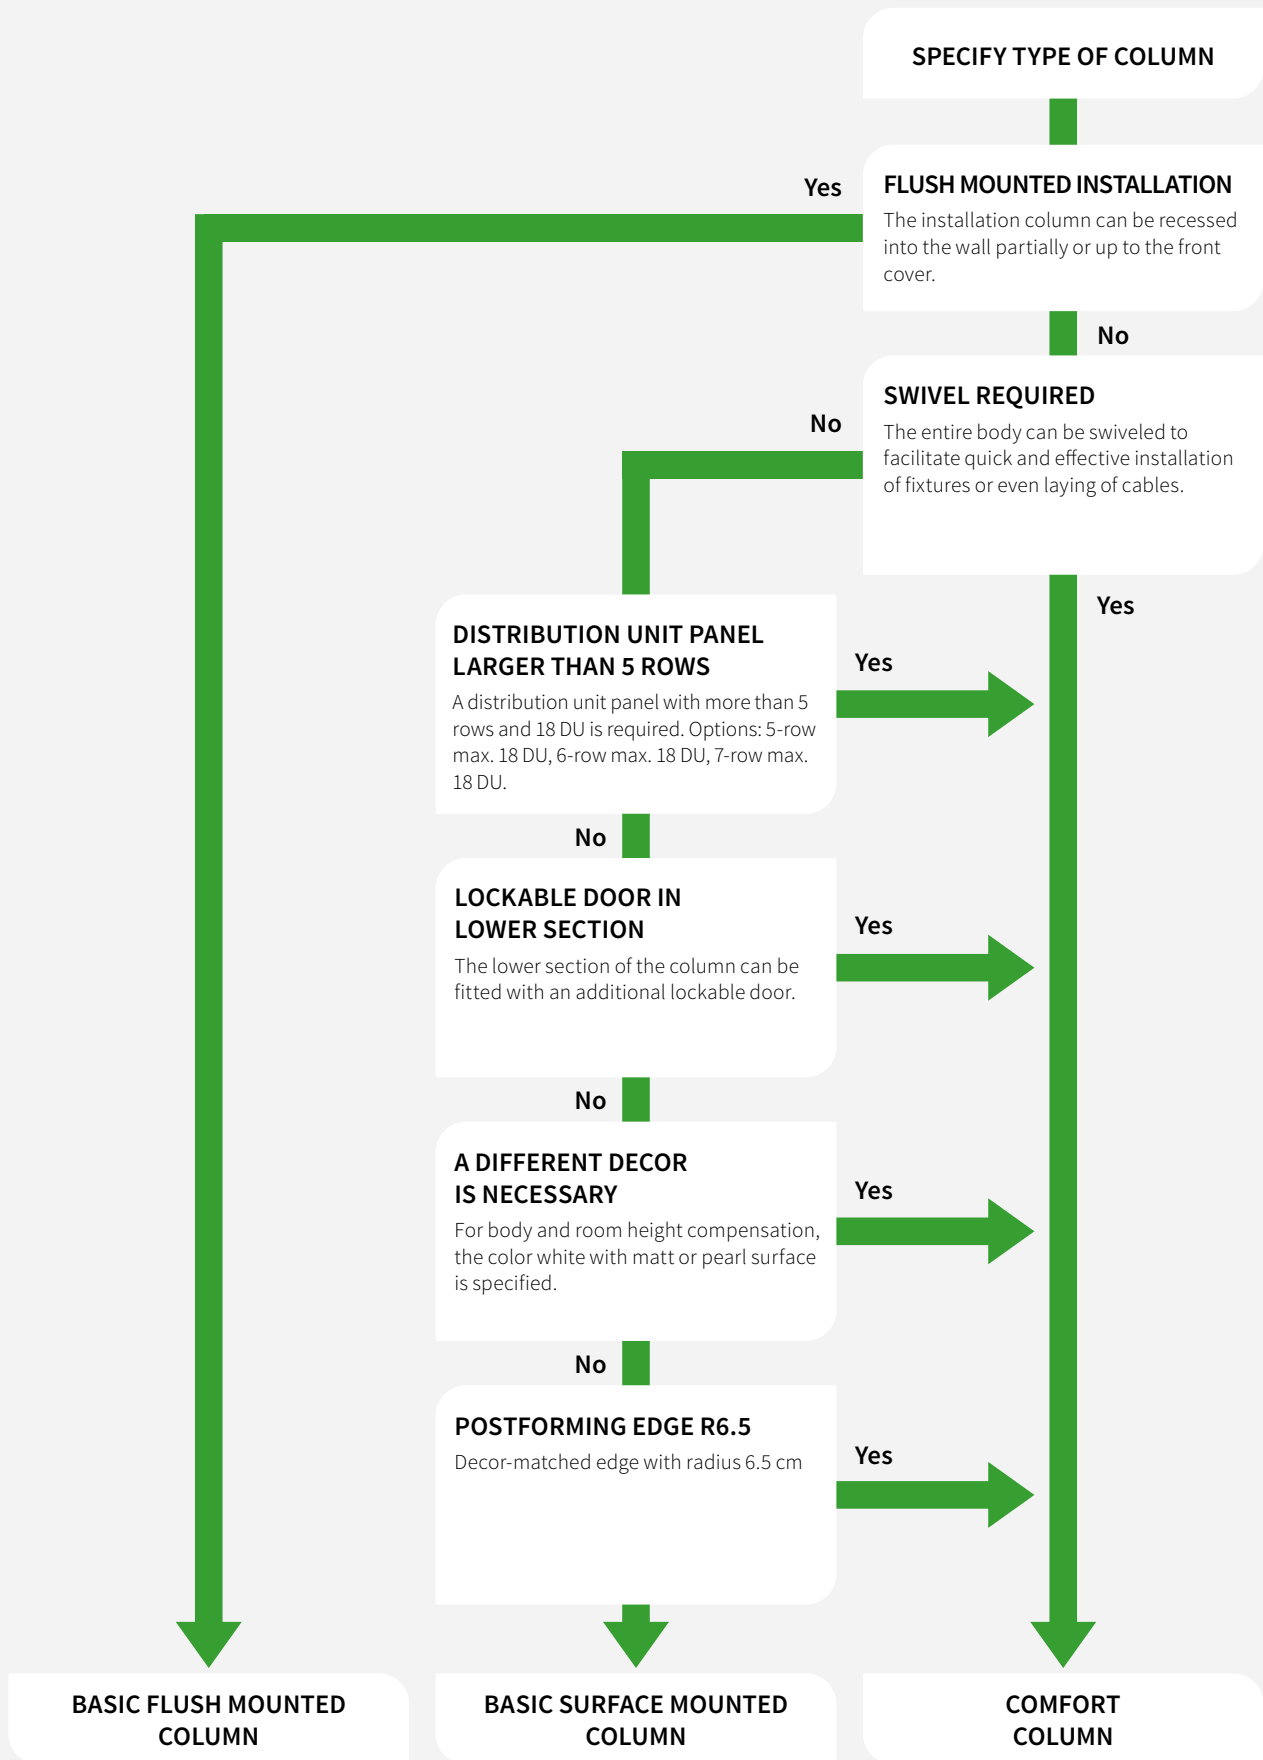 SPECIFY TYPE OF COLUMN
Yes
FLUSH MOUNTED INSTALLATION
The installation column can be recessed
into the wall partially or up to the front
cover.
No
No
SWIVEL REQUIRED
The entire body can be swiveled to
facilitate quick and effective installation
of fixtures or even laying of cables.
Yes
DISTRIBUTION UNIT PANEL
LARGER THAN 5 ROWS
A distribution unit panel with more than 5
rows and 18 DU is required. Options: 5-row
max. 18 DU, 6-row max. 18 DU, 7-row max.
18 DU.
Yes
No
LOCKABLE DOOR IN
LOWER SECTION
The lower section of the column can be
fitted with an additional lockable door.
Yes
No
A DIFFERENT DECOR
IS NECESSARY
For body and room height compensation,
the color white with matt or pearl surface
is specified.
Yes
No
POSTFORMING EDGE R6.5
Decor-matched edge with radius 6.5 cm
Yes
BASIC FLUSH MOUNTED
COLUMN
BASIC SURFACE MOUNTED
COLUMN
COMFORT
COLUMN